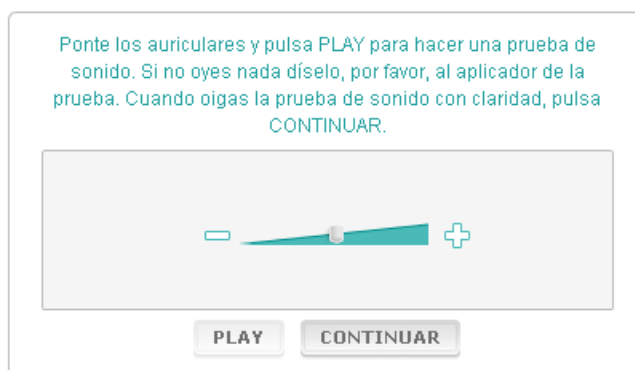 Ponte los auriculares y pulsa PLAY para hacer una prueba de
sonido. Si no oyes nada díselo, por favor, al aplicador de la
prueba. Cuando oigas la prueba de sonido con claridad, pulsa
CONTINUAR.
PLAY CONTINUAR